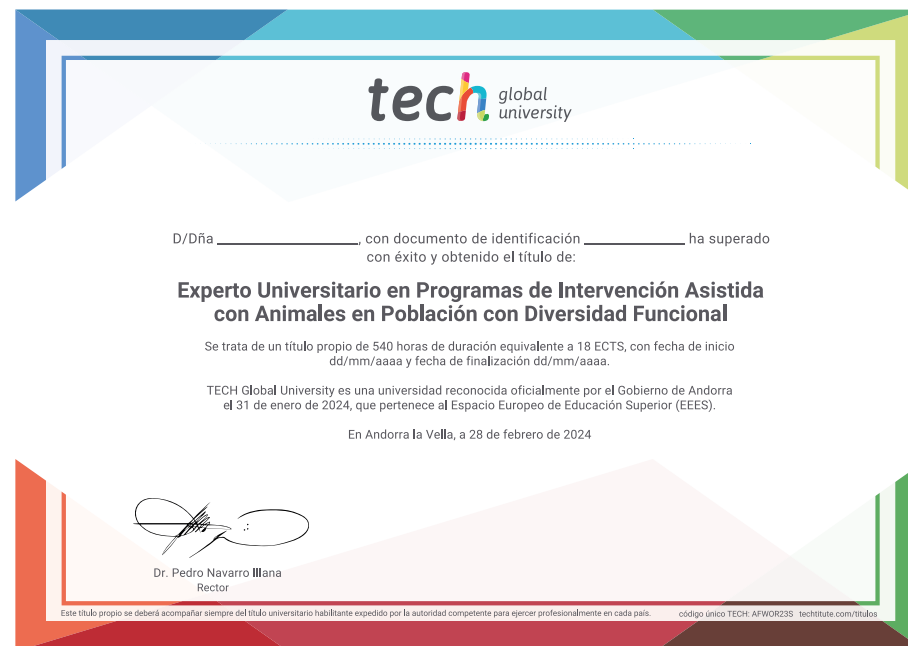 tech global university
D/Dña ____________________, con documento de identificación ______________ ha superado
con éxito y obtenido el título de:
Experto Universitario en Programas de Intervención Asistida
con Animales en Población con Diversidad Funcional
Se trata de un título propio de 540 horas de duración equivalente a 18 ECTS, con fecha de inicio
dd/mm/aaaa y fecha de finalización dd/mm/aaaa.
TECH Global University es una universidad reconocida oficialmente por el Gobierno de Andorra
el 31 de enero de 2024, que pertenece al Espacio Europeo de Educación Superior (EEES).
En Andorra la Vella, a 28 de febrero de 2024
Dr. Pedro Navarro Illana
Rector
Este título propio se deberá acompañar siempre del título universitario habilitante expedido por la autoridad competente para ejercer profesionalmente en cada país. código único TECH: AFWOR23S techtitute.com/titulos